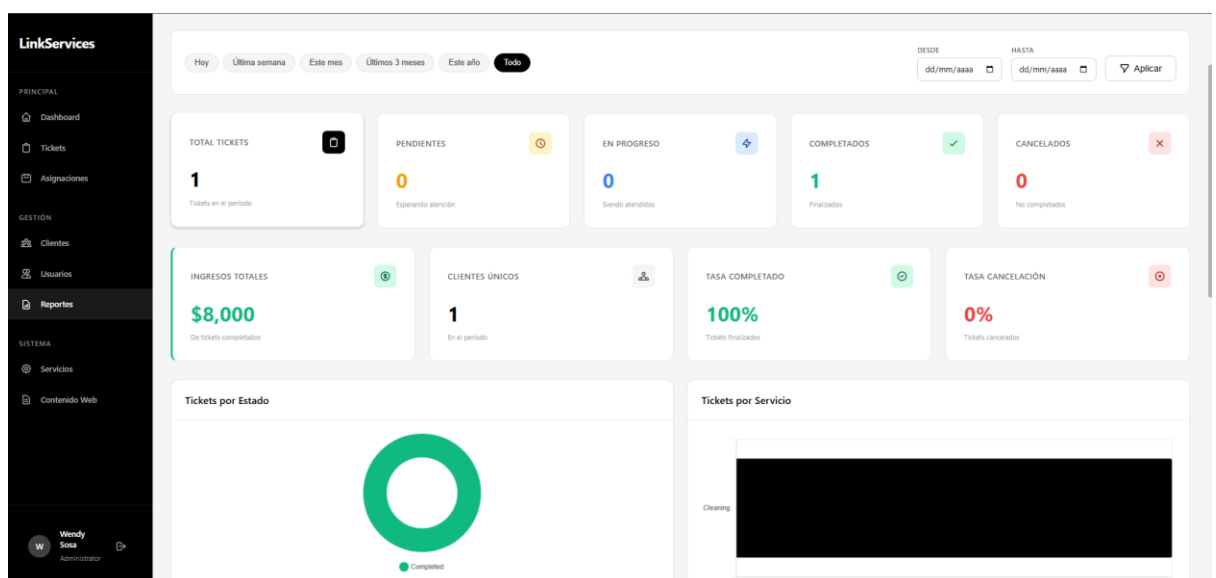 LinkServices
PRINCIPAL
Dashboard
Tickets
Asignaciones
GESTIÓN
Clientes
Usuarios
Reportes
SISTEMA
Servicios
Contenido Web
W
Wendy
Sosa
Administrator
Hoy Última semana Este mes Últimos 3 meses Este año Todo
DESDE HASTA
dd/mm/aaaa dd/mm/aaaa Aplicar
TOTAL TICKETS
1
Tickets en el período
PENDIENTES
0
Esperando atención
EN PROGRESO
0
Siendo atendidos
COMPLETADOS
1
Finalizados
CANCELADOS
0
No completados
INGRESOS TOTALES
$8,000
De tickets completados
CLIENTES ÚNICOS
1
En el período
TASA COMPLETADO
100%
Tickets finalizados
TASA CANCELACIÓN
0%
Tickets cancelados
Tickets por Estado
Completed
Tickets por Servicio
Cleaning